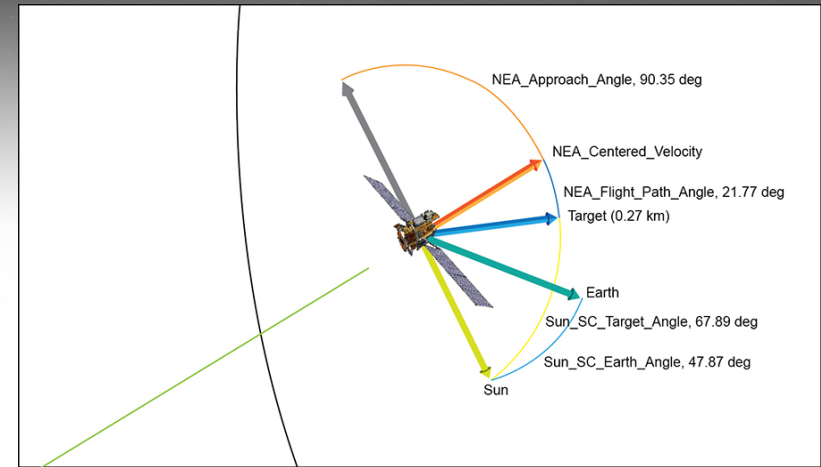 NEA_Approach_Angle, 90.35 deg
NEA_Centered_Velocity
NEA_Flight_Path_Angle, 21.77 deg
Target (0.27 km)
Earth
Sun_SC_Target_Angle, 67.89 deg
Sun_SC_Earth_Angle, 47.87 deg
Sun